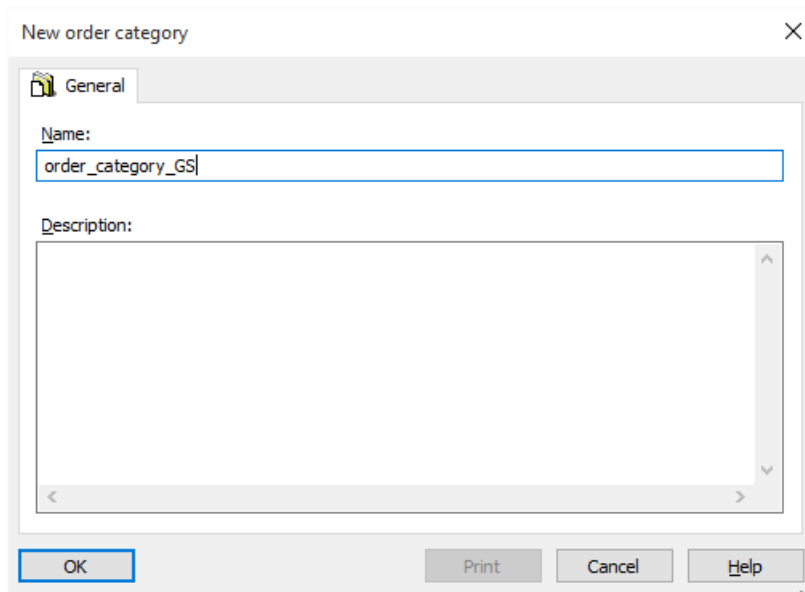 New order category
General
Name:
order_category_GS
Description:
OK Print Cancel Help